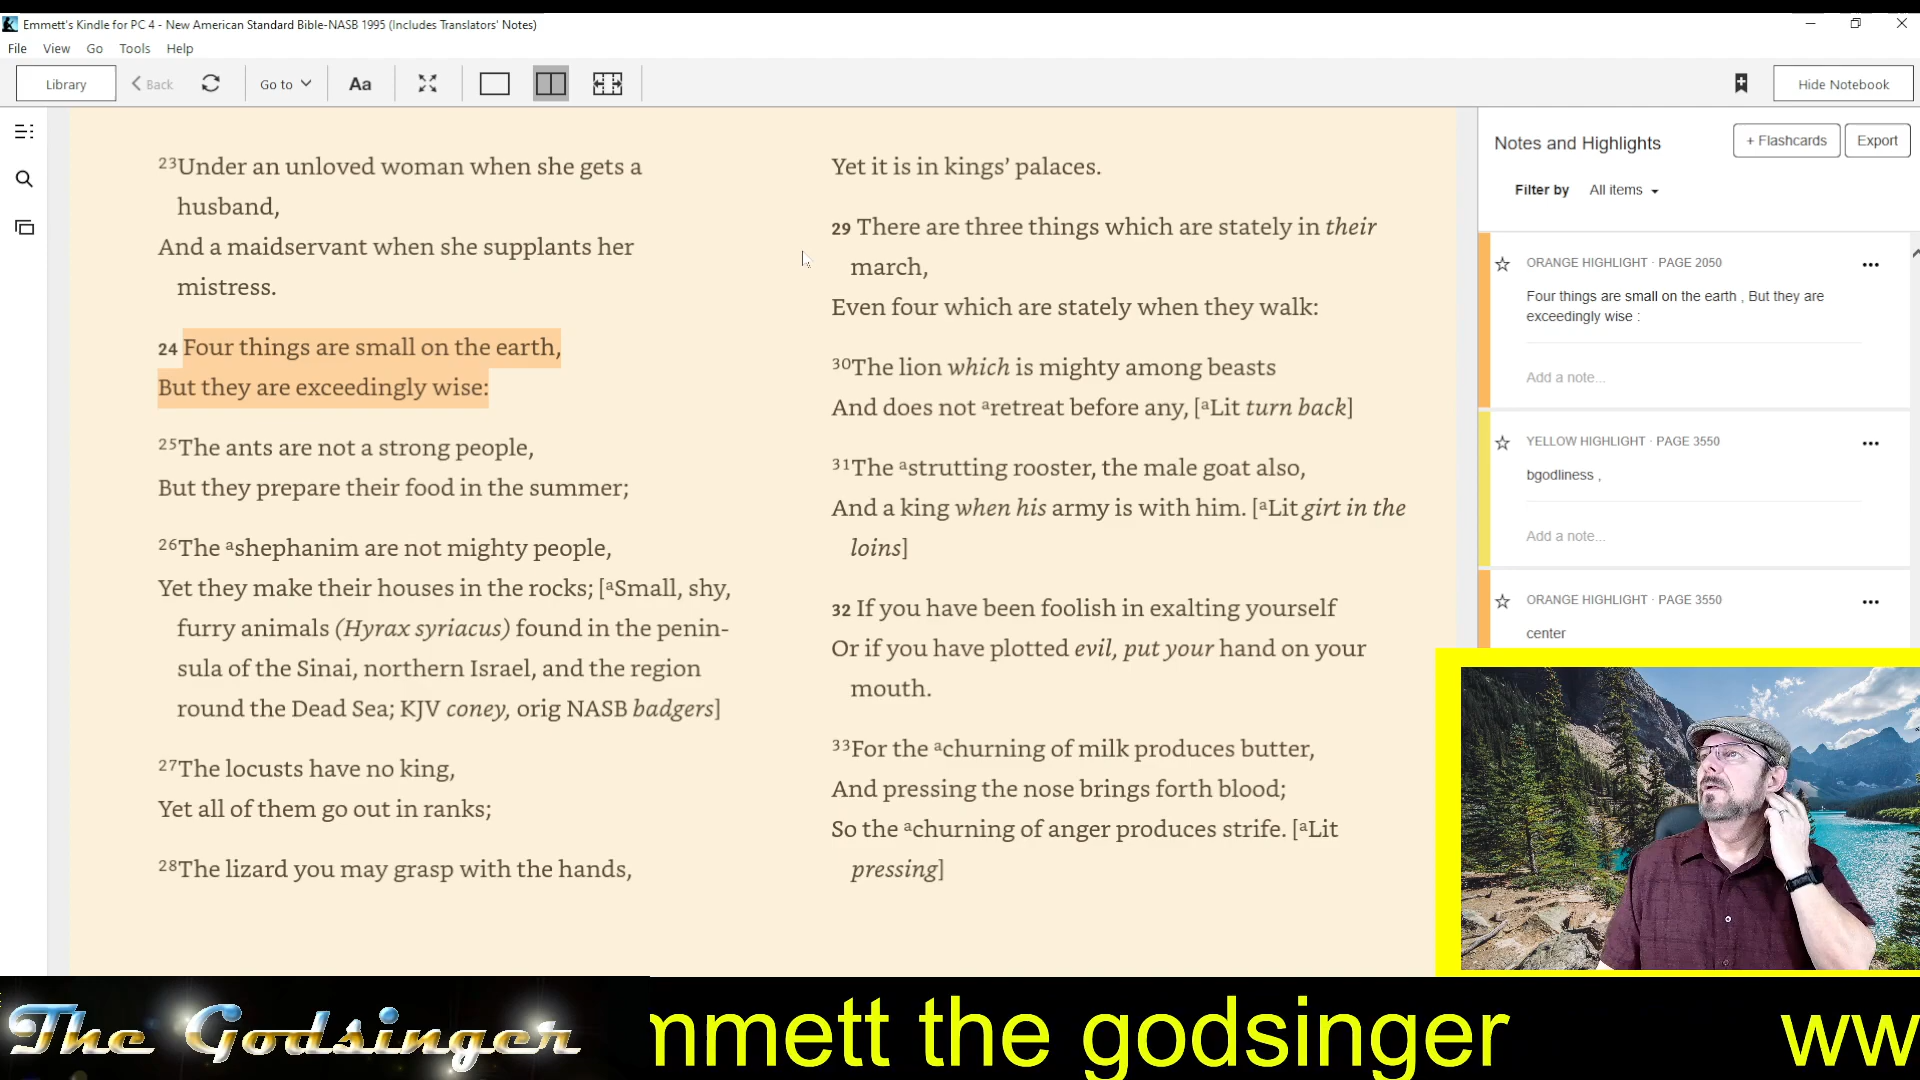 Emmett's Kindle for PC 4 - New American Standard Bible-NASB 1995 (Includes Translators' Notes)
File View Go Tools Help
Library Back Go to Aa Hide Notebook
23Under an unloved woman when she gets a
husband,
And a maidservant when she supplants her
mistress.
24 Four things are small on the earth,
But they are exceedingly wise:
25The ants are not a strong people,
But they prepare their food in the summer;
26The ashephanim are not mighty people,
Yet they make their houses in the rocks; [aSmall, shy,
furry animals (Hyrax syriacus) found in the penin-
sula of the Sinai, northern Israel, and the region
round the Dead Sea; KJV coney, orig NASB badgers]
27The locusts have no king,
Yet all of them go out in ranks;
28The lizard you may grasp with the hands,
Yet it is in kings’ palaces.
29 There are three things which are stately in their
march,
Even four which are stately when they walk:
30The lion which is mighty among beasts
And does not aretreat before any, [aLit turn back]
31The astrutting rooster, the male goat also,
And a king when his army is with him. [aLit girt in the
loins]
32 If you have been foolish in exalting yourself
Or if you have plotted evil, put your hand on your
mouth.
33For the achurning of milk produces butter,
And pressing the nose brings forth blood;
So the achurning of anger produces strife. [aLit
pressing]
Notes and Highlights + Flashcards Export
Filter by All items
ORANGE HIGHLIGHT · PAGE 2050
Four things are small on the earth , But they are
exceedingly wise :
Add a note...
YELLOW HIGHLIGHT · PAGE 3550
bgodliness ,
Add a note...
ORANGE HIGHLIGHT · PAGE 3550
center
The Godsinger mmett the godsinger ww